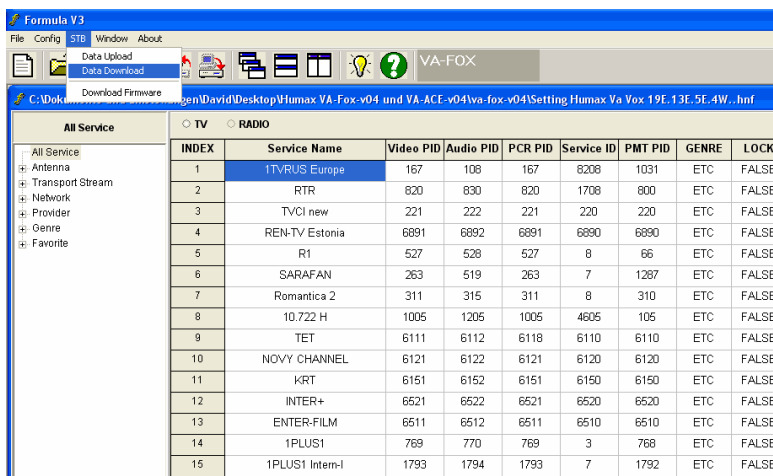 Formula V3
File Config STB Window About
Data Upload
Data Download
Download Firmware
VA-FOX
Desktop\Humax VA-Fox-v04 und VA-ACE-v04\va-fox-v04\Setting Humax Va Vox 19E.13E.5E.4W..hnf
All Service
TV RADIO
All Service
Antenna
Transport Stream
Network
Provider
Genre
Favorite
INDEX Service Name Video PID Audio PID PCR PID Service ID PMT PID GENRE LOCK
1 1TVRUS Europe 167 108 167 8208 1031 ETC FALSE
2 RTR 820 830 820 1708 800 ETC FALSE
3 TVCI new 221 222 221 220 220 ETC FALSE
4 REN-TV Estonia 6891 6892 6891 6890 6890 ETC FALSE
5 R1 527 528 527 8 66 ETC FALSE
6 SARAFAN 263 519 263 7 1287 ETC FALSE
7 Romantica 2 311 315 311 8 310 ETC FALSE
8 10.722 H 1005 1205 1005 4605 105 ETC FALSE
9 TET 6111 6112 6118 6110 6110 ETC FALSE
10 NOVY CHANNEL 6121 6122 6121 6120 6120 ETC FALSE
11 KRT 6151 6152 6151 6150 6150 ETC FALSE
12 INTER+ 6521 6522 6521 6520 6520 ETC FALSE
13 ENTER-FILM 6511 6512 6511 6510 6510 ETC FALSE
14 1PLUS1 769 770 769 3 768 ETC FALSE
15 1PLUS1 Intern-l 1793 1794 1793 7 1792 ETC FALSE